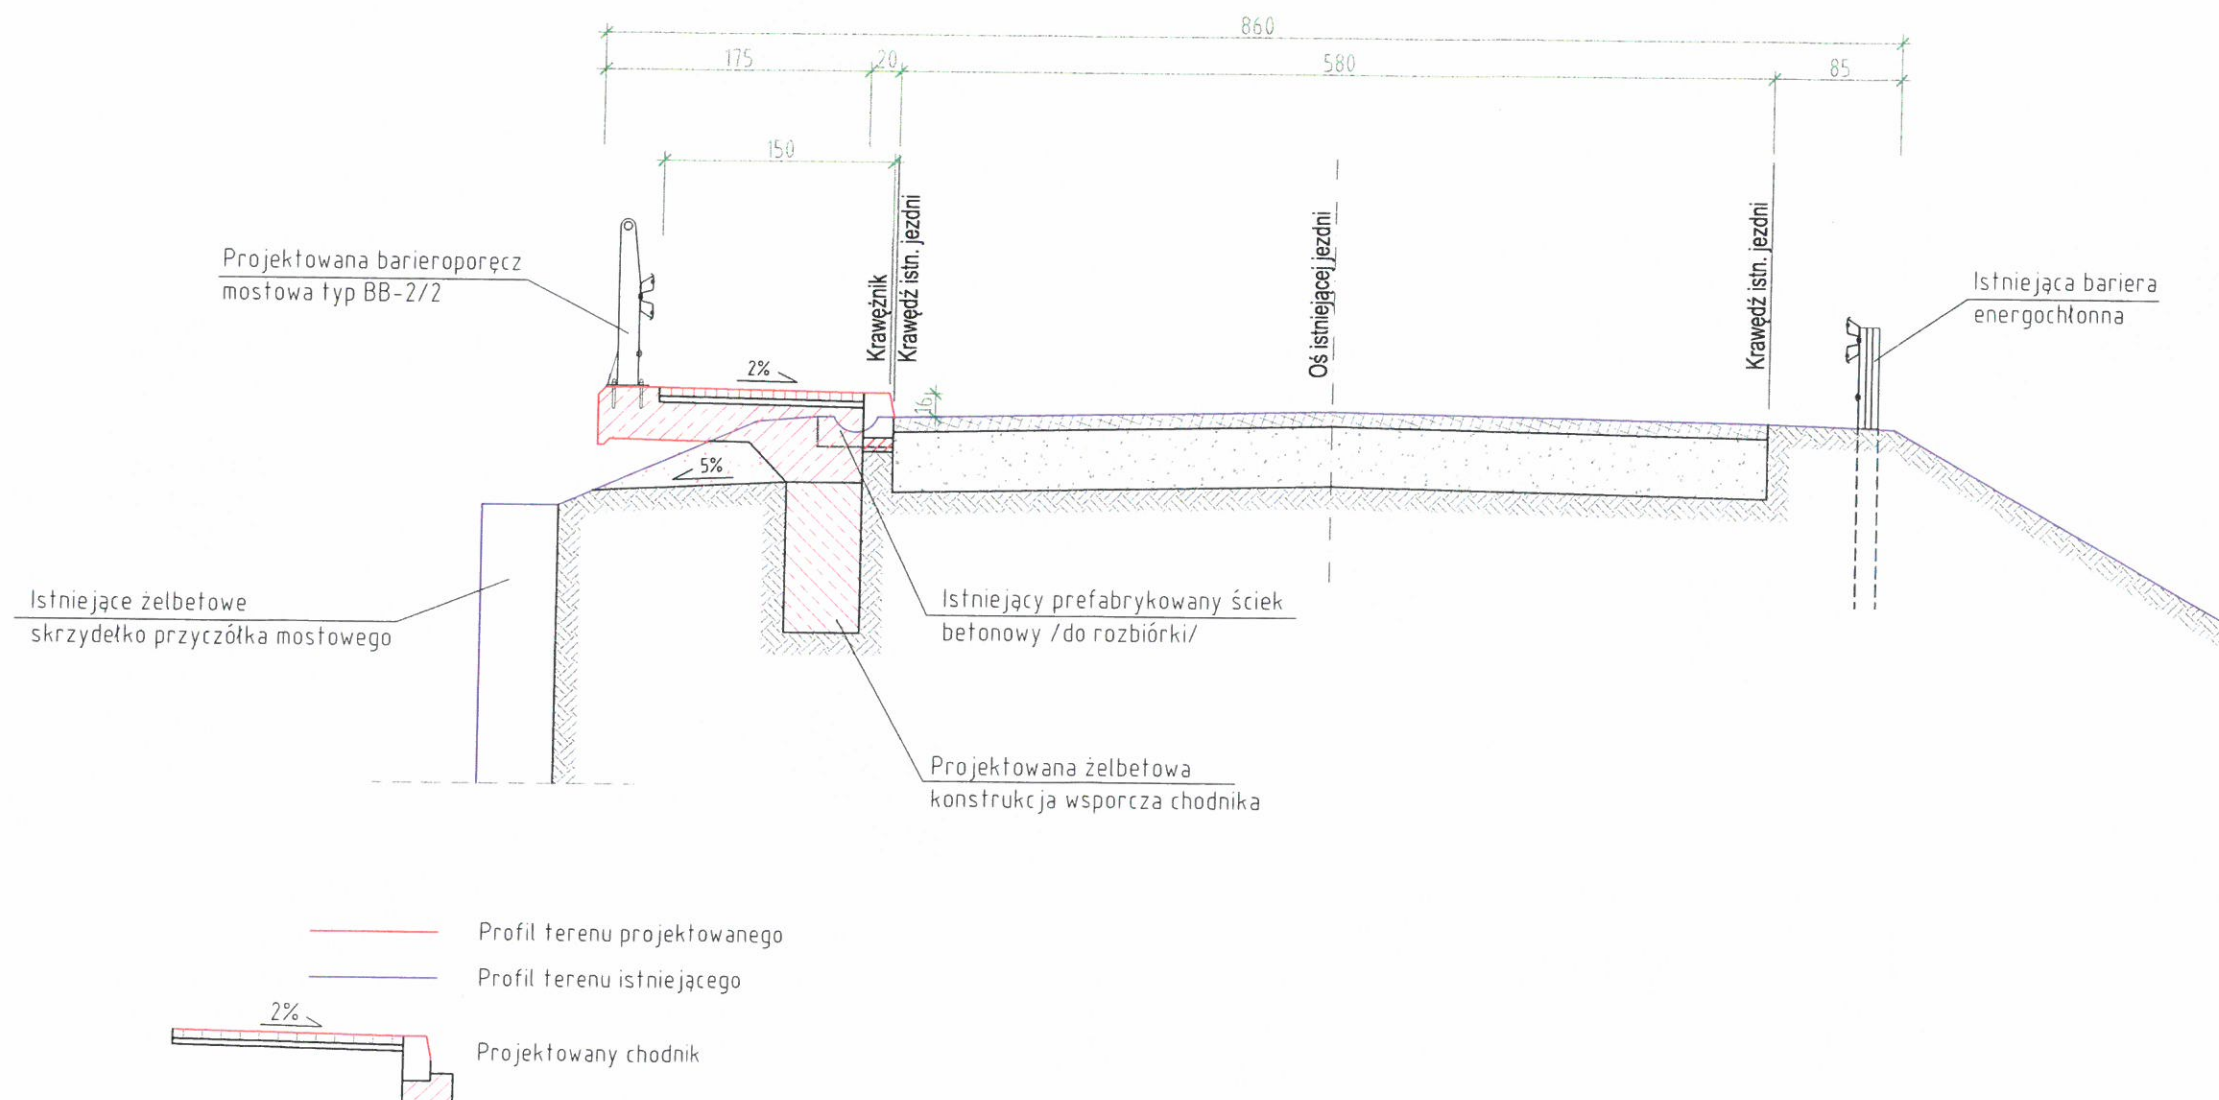 860
175
20
580
85
150
Krawężnik
Krawędź istn. jezdni
Oś istniejącej jezdni
Krawędź istn. jezdni
Projektowana barieroporęcz
mostowa typ BB-2/2
Istniejąca bariera
energochłonna
2%
16
5%
Istniejące żelbetowe
skrzydełko przyczółka mostowego
Istniejący prefabrykowany ściek
betonowy /do rozbiórki/
Projektowana żelbetowa
konstrukcja wsporcza chodnika
Profil terenu projektowanego
Profil terenu istniejącego
2%
Projektowany chodnik